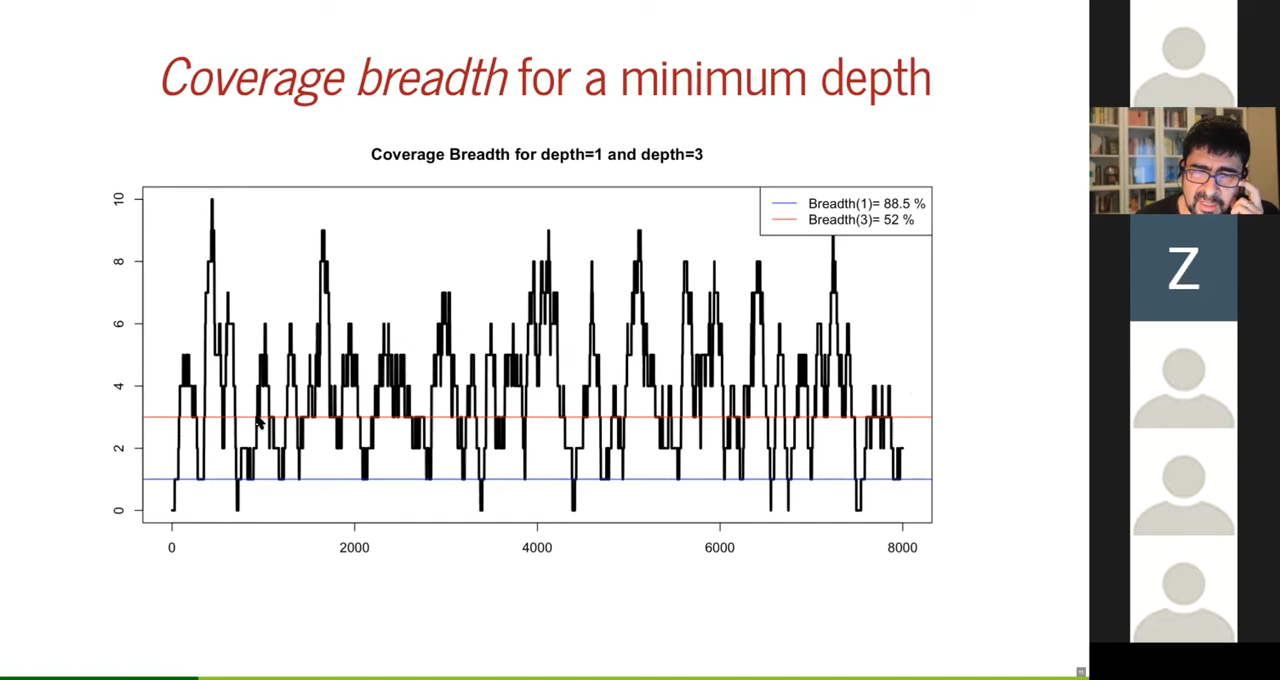 Coverage breadth for a minimum depth
Coverage Breadth for depth=1 and depth=3
Breadth(1)= 88.5 %
Breadth(3)= 52 %
10
8
6
4
2
0
0 2000 4000 6000 8000
Z